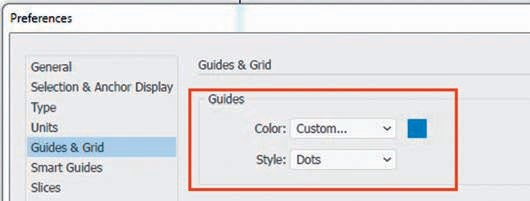 Preferences
General
Selection & Anchor Display
Type
Units
Guides & Grid
Smart Guides
Slices
Guides & Grid
Guides
Color: Custom...
Style: Dots